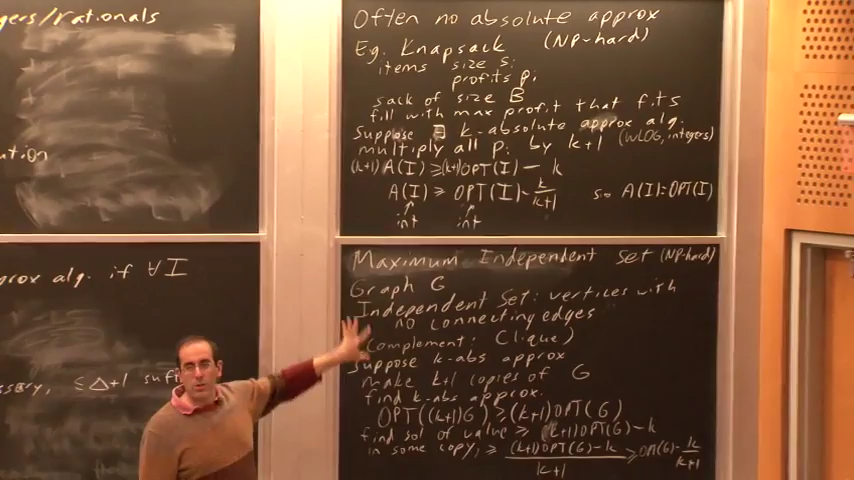 gers/rationals
ution
prox alg. if ∀I
ssary, ≤Δ+1 suff
Often no absolute approx
Eg. Knapsack (NP-hard)
items size si
profits pi
sack of size B
fill with max profit that fits
Suppose ∃ k-absolute approx alg.
multiply all pi by k+1 (WLOG, integers)
(k+1)A(I) ≥ (k+1)OPT(I) - k
A(I) ≥ OPT(I) - k/(k+1) so A(I)=OPT(I)
int int
Maximum Independent Set (NP-hard)
Graph G
Independent Set: vertices with
no connecting edges
(complement: Clique)
Suppose k-abs approx
make k+1 copies of G
find k-abs approx.
OPT((k+1)G) ≥ (k+1)OPT(G)
find sol of value ≥ (k+1)OPT(G) - k
in some copy, ≥ ((k+1)OPT(G) - k)/(k+1) ≥ OPT(G) - k/(k+1)